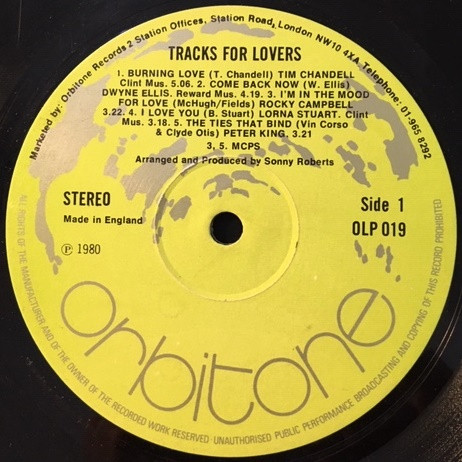 Marketed by: Orbitone Records 2 Station Offices, Station Road, London NW10 4XA. Telephone: 01-965 8292
TRACKS FOR LOVERS
1. BURNING LOVE (T. Chandell) TIM CHANDELL
Clint Mus. 5.06. 2. COME BACK NOW (W. Ellis)
DWYNE ELLIS. Reward Mus. 4.19. 3. I'M IN THE MOOD
FOR LOVE (McHugh/Fields) ROCKY CAMPBELL
3.22. 4. I LOVE YOU (B. Stuart) LORNA STUART. Clint
Mus. 3.18. 5. THE TIES THAT BIND (Vin Corso
& Clyde Otis) PETER KING. 3.21
3, 5. MCPS
Arranged and Produced by Sonny Roberts
STEREO
Made in England
Ⓟ 1980
Side 1
OLP 019
orbitone
ALL RIGHTS OF THE MANUFACTURER AND OF THE OWNER OF THE RECORDED WORK RESERVED · UNAUTHORISED PUBLIC PERFORMANCE BROADCASTING AND COPYING OF THIS RECORD PROHIBITED